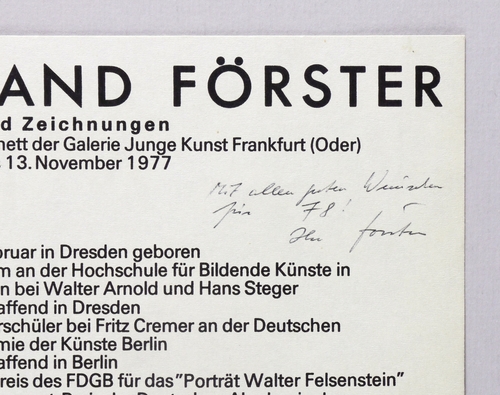 AND FÖRSTER
d Zeichnungen
nett der Galerie Junge Kunst Frankfurt (Oder)
s 13. November 1977
Mit allen guten Wünschen
für 78!
Ihr Förster
bruar in Dresden geboren
m an der Hochschule für Bildende Künste in
n bei Walter Arnold und Hans Steger
affend in Dresden
rschüler bei Fritz Cremer an der Deutschen
mie der Künste Berlin
affend in Berlin
reis des FDGB für das "Porträt Walter Felsenstein"